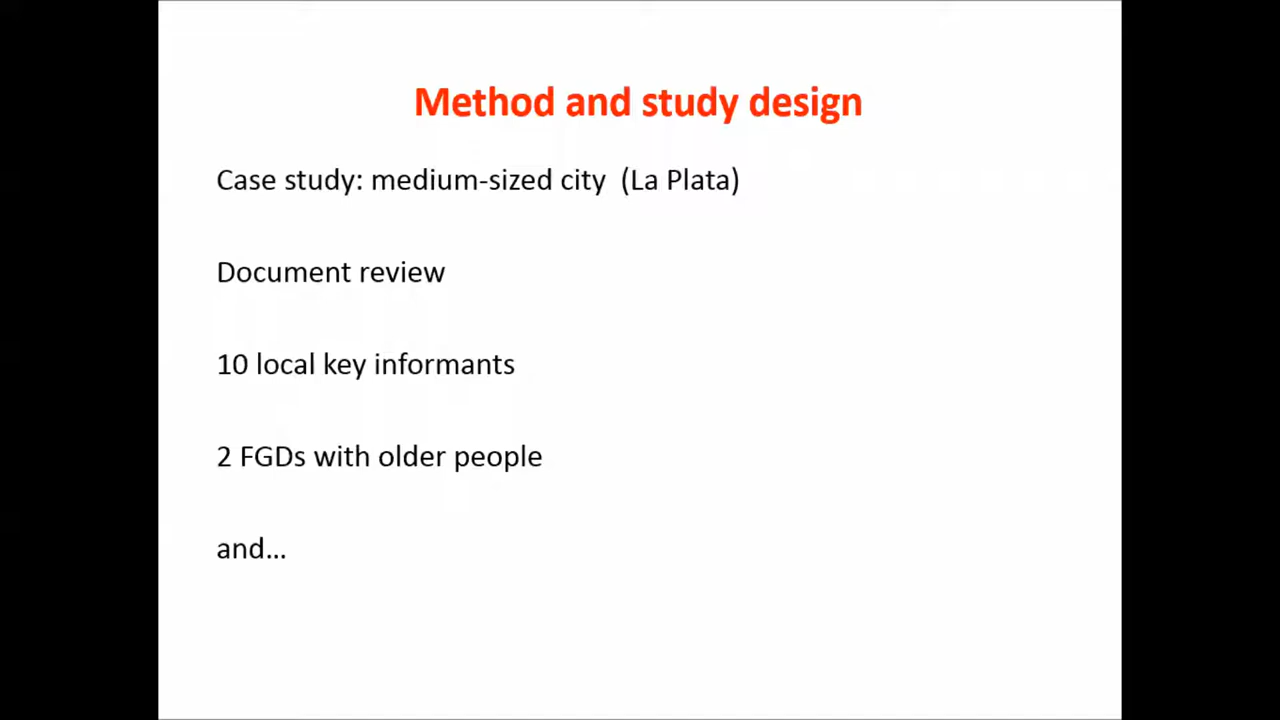 Method and study design
Case study: medium-sized city  (La Plata)
Document review
10 local key informants
2 FGDs with older people
and...